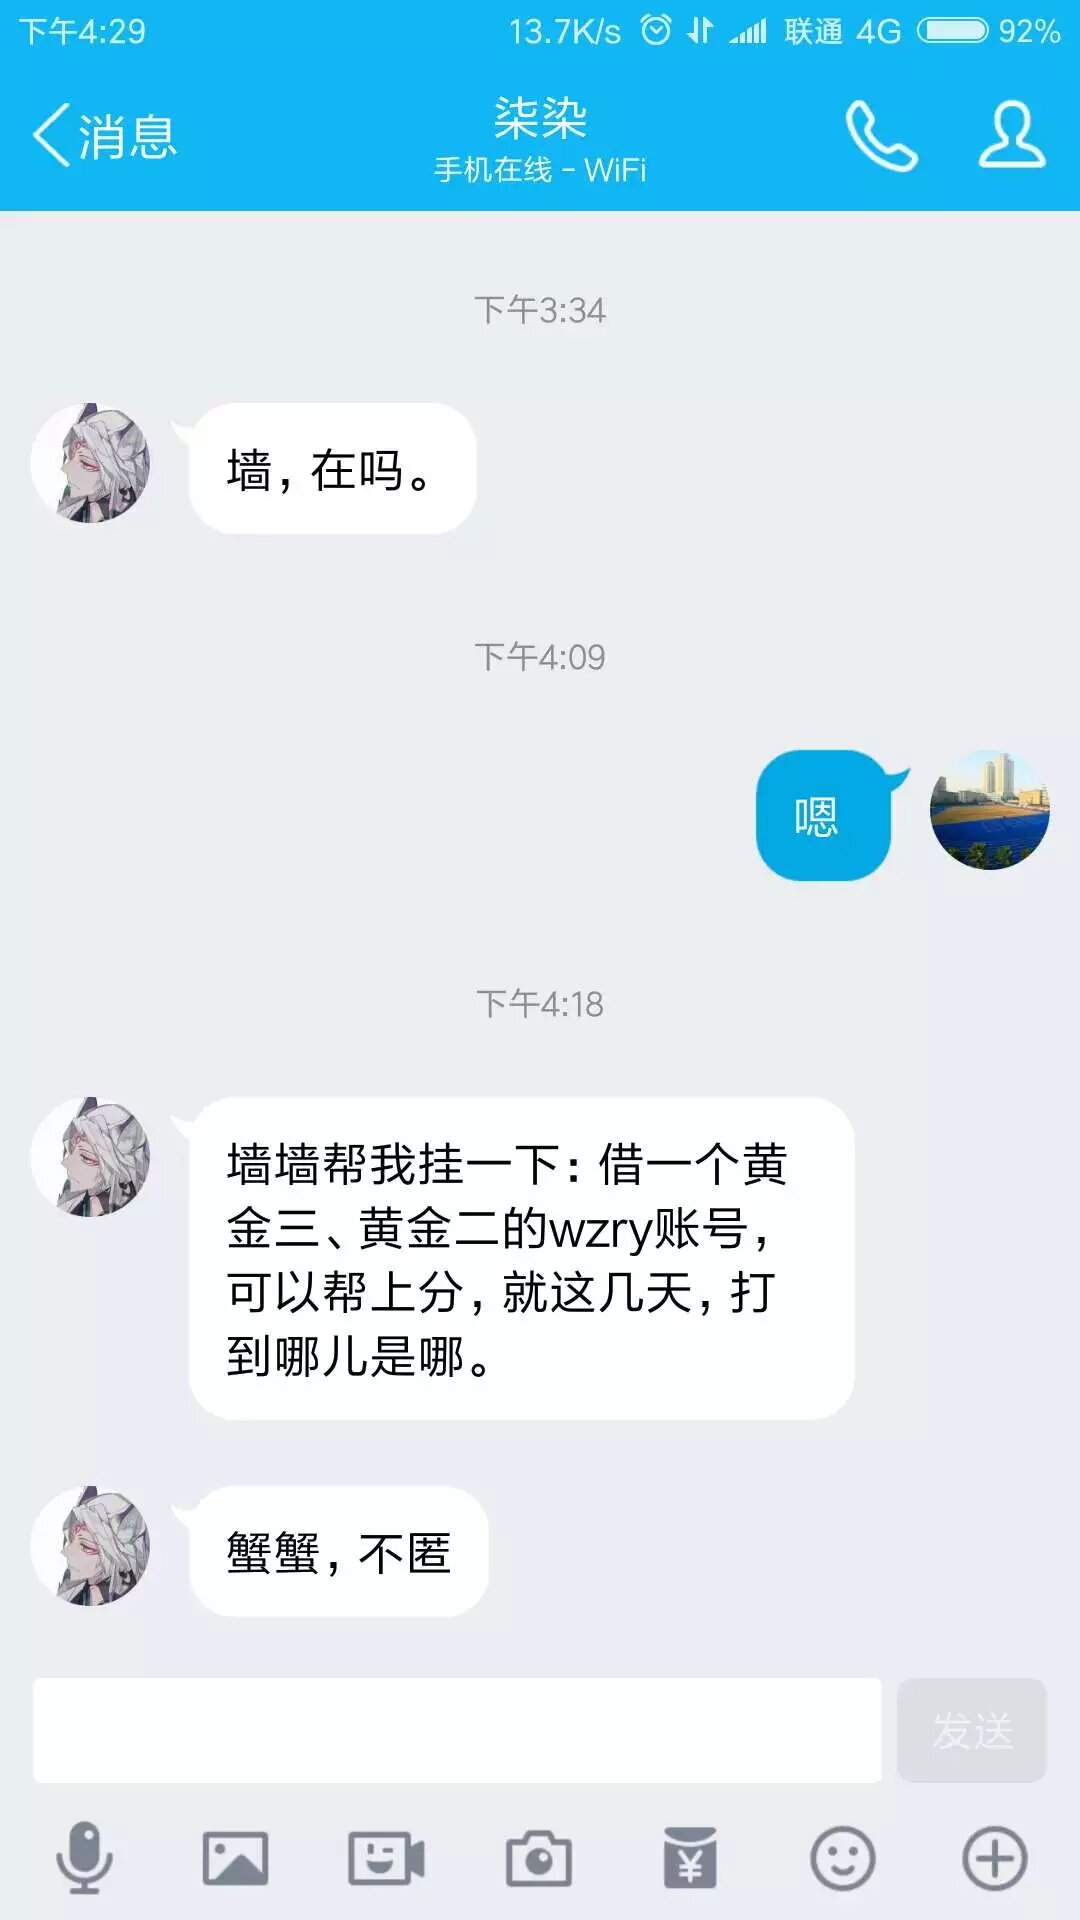 下午4:29 13.7K/s 联通 4G 92%
消息
柒染
手机在线 - WiFi
下午3:34
墙，在吗。
下午4:09
嗯
下午4:18
墙墙帮我挂一下：借一个黄
金三、黄金二的wzry账号，
可以帮上分，就这几天，打
到哪儿是哪。
蟹蟹，不匿
发送